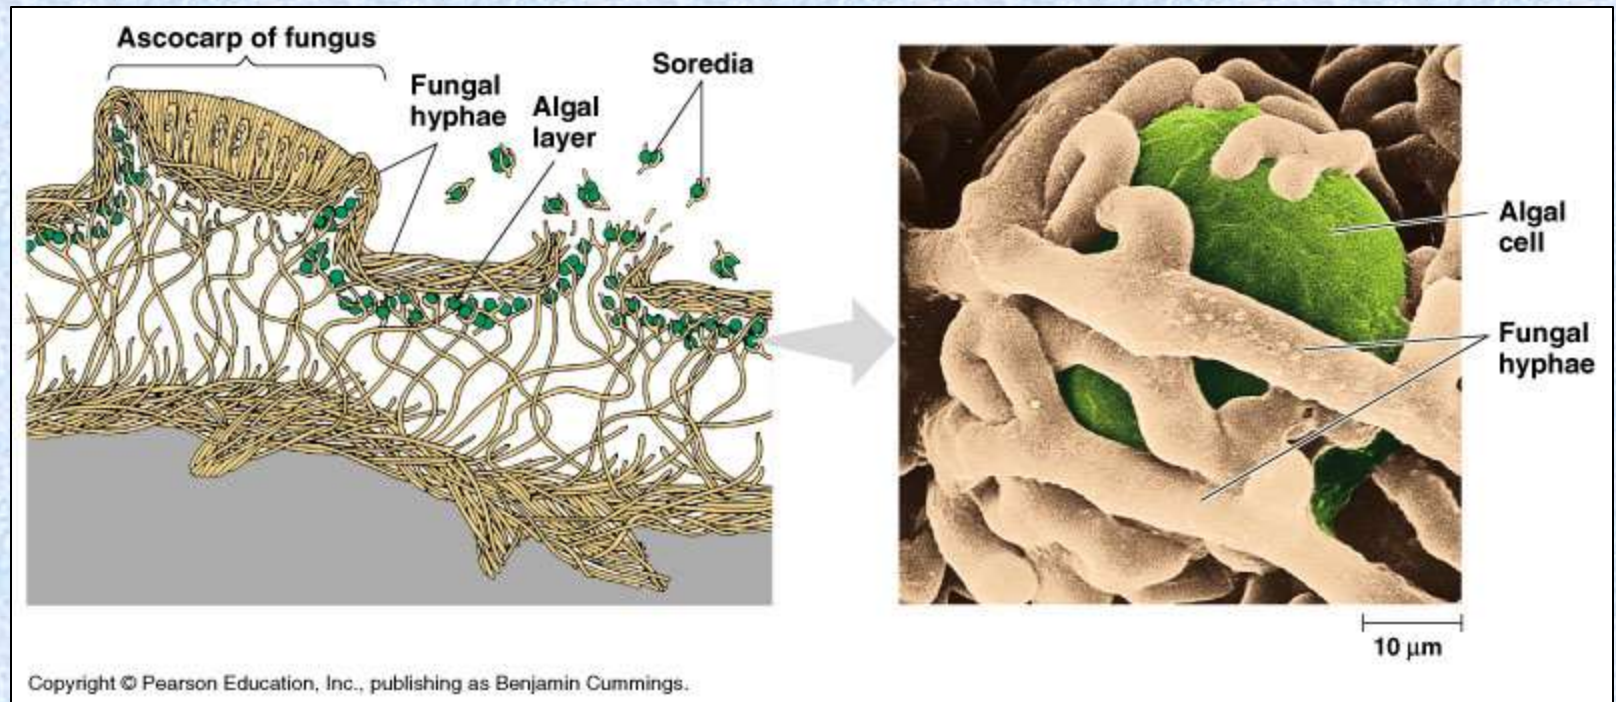 Ascocarp of fungus
Fungal
hyphae
Algal
layer
Soredia
Algal
cell
Fungal
hyphae
10 μm
Copyright © Pearson Education, Inc., publishing as Benjamin Cummings.